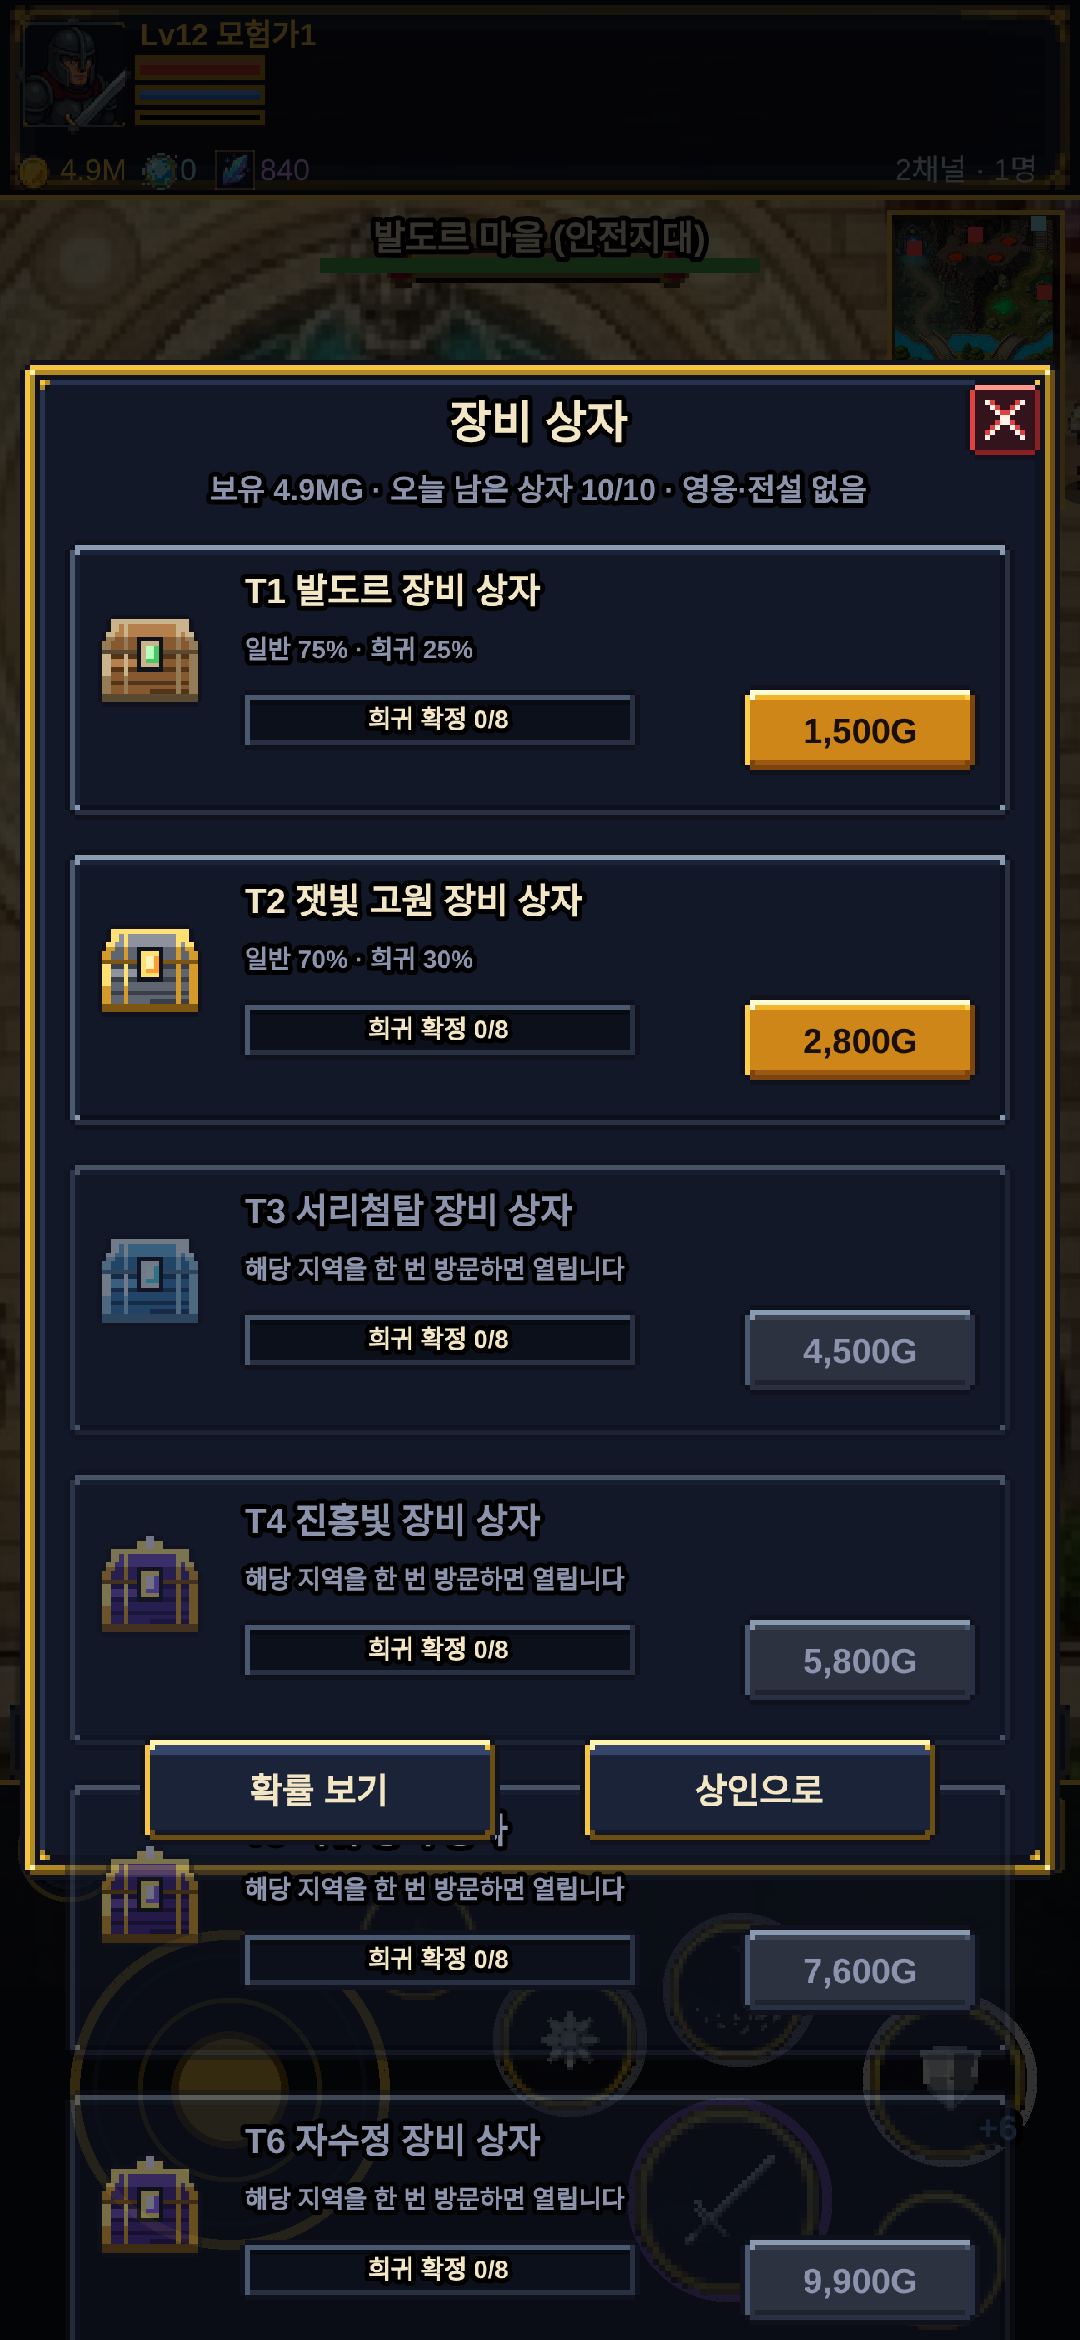 Lv12 모험가1
4.9M 0 840 2채널 · 1명
발도르 마을 (안전지대)
장비 상자
보유 4.9MG · 오늘 남은 상자 10/10 · 영웅·전설 없음
T1 발도르 장비 상자
일반 75% · 희귀 25%
희귀 확정 0/8
1,500G
T2 잿빛 고원 장비 상자
일반 70% · 희귀 30%
희귀 확정 0/8
2,800G
T3 서리첨탑 장비 상자
해당 지역을 한 번 방문하면 열립니다
희귀 확정 0/8
4,500G
T4 진홍빛 장비 상자
해당 지역을 한 번 방문하면 열립니다
희귀 확정 0/8
5,800G
확률 보기
상인으로
해당 지역을 한 번 방문하면 열립니다
희귀 확정 0/8
7,600G
+6
T6 자수정 장비 상자
해당 지역을 한 번 방문하면 열립니다
희귀 확정 0/8
9,900G